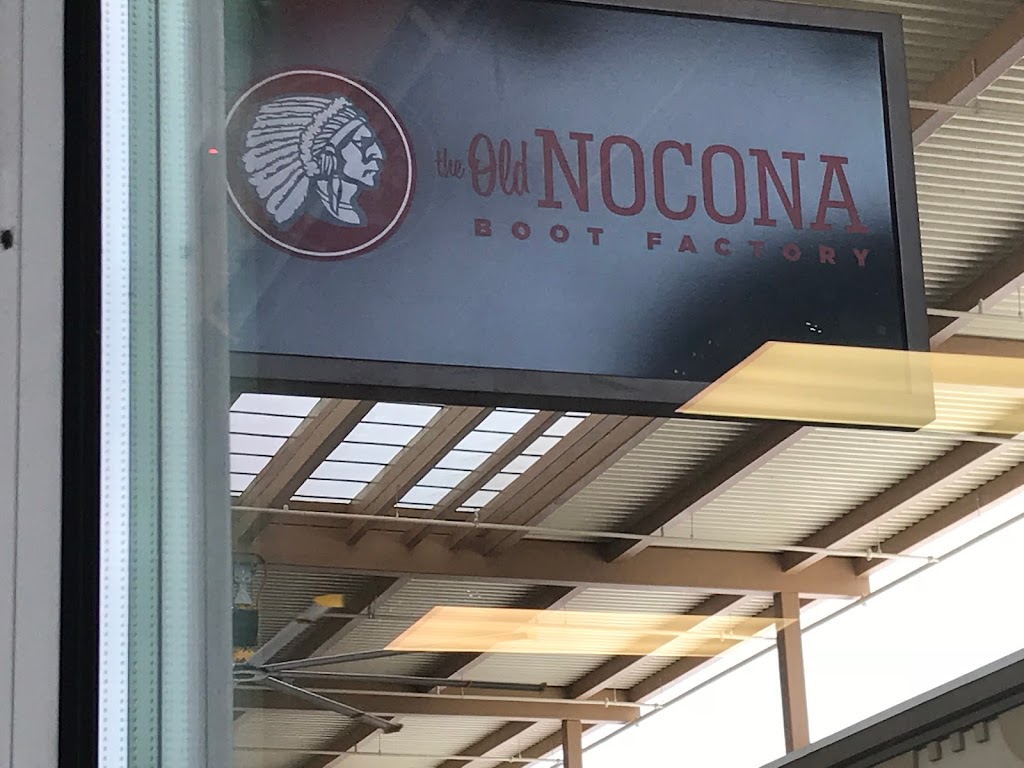 the Old NOCONA
BOOT FACTORY